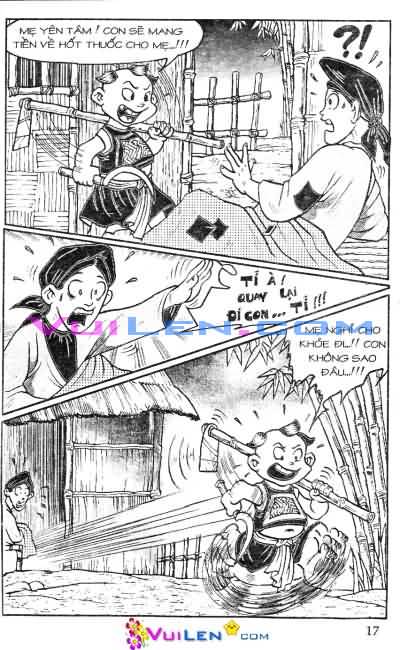 MẸ YÊN TÂM! CON SẼ MANG
TIỀN VỀ HỐT THUỐC CHO MẸ...!!!
?!
TÍ À!
QUAY LẠI
ĐI CON... TÍ!!!
VUILEN.COM
MẸ NGHỈ CHO
KHỎE ĐI..!! CON
KHÔNG SAO
ĐÂU...!!!
17
VUILEN.COM